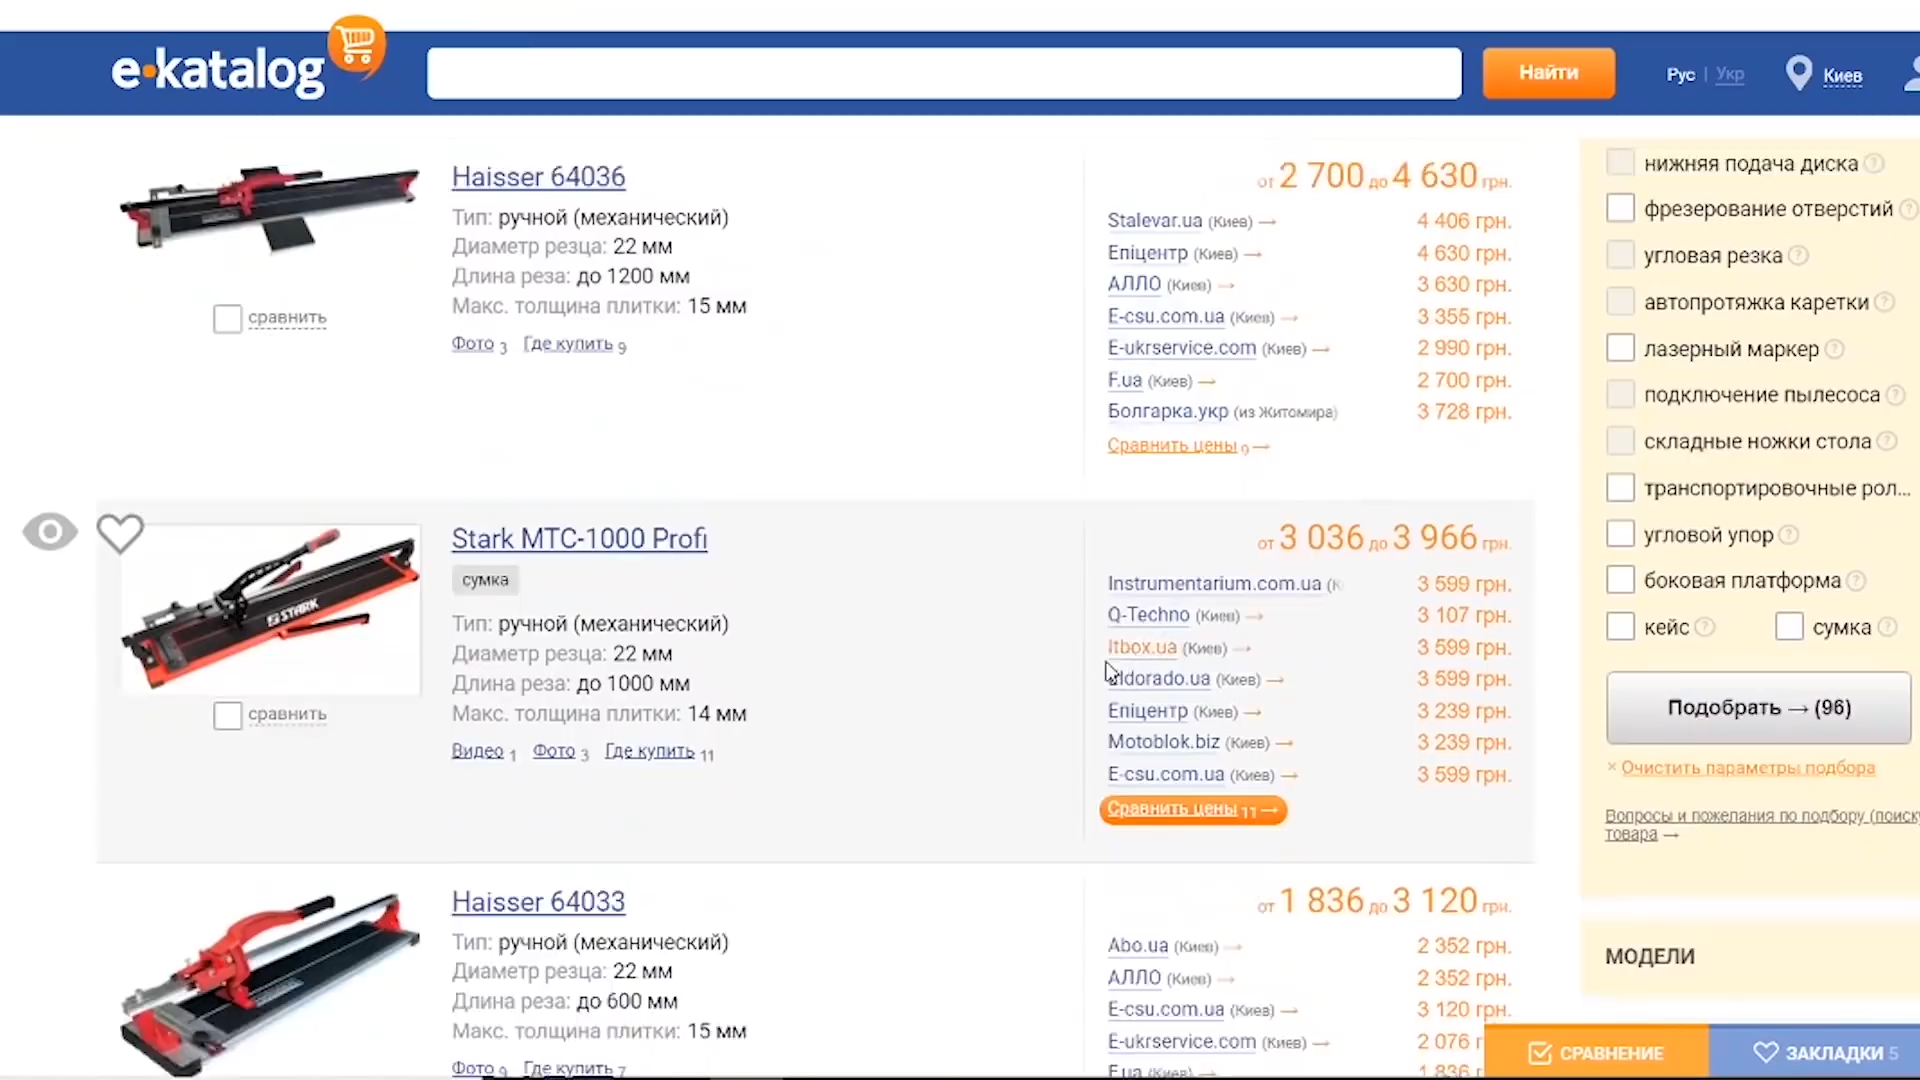 e·katalog
Найти
Рус | Укр
Киев
Haisser 64036
Тип: ручной (механический)
Диаметр резца: 22 мм
Длина реза: до 1200 мм
Макс. толщина плитки: 15 мм
Фото 3 Где купить 9
сравнить
от 2 700 до 4 630 грн.
Stalevar.ua (Киев) → 4 406 грн.
Епіцентр (Киев) → 4 630 грн.
АЛЛО (Киев) → 3 630 грн.
E-csu.com.ua (Киев) → 3 355 грн.
E-ukrservice.com (Киев) → 2 990 грн.
F.ua (Киев) → 2 700 грн.
Болгарка.укр (из Житомира) 3 728 грн.
Сравнить цены 9 →
Stark MTC-1000 Profi
сумка
Тип: ручной (механический)
Диаметр резца: 22 мм
Длина реза: до 1000 мм
Макс. толщина плитки: 14 мм
Видео 1 Фото 3 Где купить 11
STARK
сравнить
от 3 036 до 3 966 грн.
Instrumentarium.com.ua (К 3 599 грн.
Q-Techno (Киев) → 3 107 грн.
Itbox.ua (Киев) → 3 599 грн.
ldorado.ua (Киев) → 3 599 грн.
Епіцентр (Киев) → 3 239 грн.
Motoblok.biz (Киев) → 3 239 грн.
E-csu.com.ua (Киев) → 3 599 грн.
Сравнить цены 11 →
Haisser 64033
Тип: ручной (механический)
Диаметр резца: 22 мм
Длина реза: до 600 мм
Макс. толщина плитки: 15 мм
Фото 9 Где купить 7
от 1 836 до 3 120 грн.
Abo.ua (Киев) → 2 352 грн.
АЛЛО (Киев) → 2 352 грн.
E-csu.com.ua (Киев) → 3 120 грн.
E-ukrservice.com (Киев) → 2 076 г
F.ua (Киев) → 1 836 г
нижняя подача диска ?
фрезерование отверстий ?
угловая резка ?
автопротяжка каретки ?
лазерный маркер ?
подключение пылесоса ?
складные ножки стола ?
транспортировочные рол...
угловой упор ?
боковая платформа ?
кейс ? сумка ?
Подобрать → (96)
× Очистить параметры подбора
Вопросы и пожелания по подбору (поиску
товара →
МОДЕЛИ
СРАВНЕНИЕ
ЗАКЛАДКИ 5